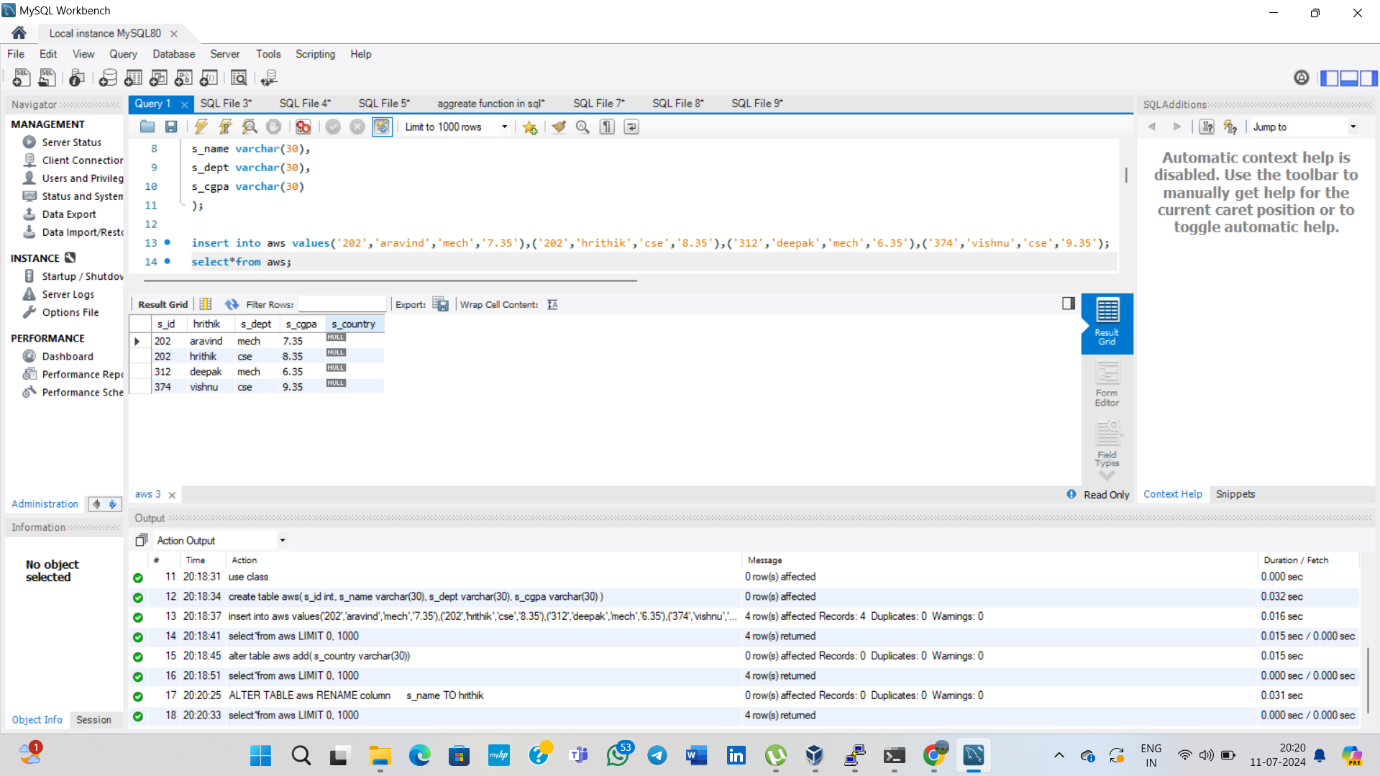 MySQL Workbench
Local instance MySQL80
File Edit View Query Database Server Tools Scripting Help
Navigator
MANAGEMENT
Server Status
Client Connection
Users and Privileg
Status and System
Data Export
Data Import/Resto
INSTANCE
Startup / Shutdov
Server Logs
Options File
PERFORMANCE
Dashboard
Performance Repo
Performance Sche
Administration
Information
No object
selected
Object Info Session
Query 1 SQL File 3* SQL File 4* SQL File 5* aggreate function in sql* SQL File 7* SQL File 8* SQL File 9*
Limit to 1000 rows
8 s_name varchar(30),
9 s_dept varchar(30),
10 s_cgpa varchar(30)
11 );
12
13 insert into aws values('202','aravind','mech','7.35'),('202','hrithik','cse','8.35'),('312','deepak','mech','6.35'),('374','vishnu','cse','9.35');
14 select*from aws;
Result Grid Filter Rows: Export: Wrap Cell Content:
s_id hrithik s_dept s_cgpa s_country
202 aravind mech 7.35 NULL
202 hrithik cse 8.35 NULL
312 deepak mech 6.35 NULL
374 vishnu cse 9.35 NULL
Result
Grid
Form
Editor
Field
Types
aws 3
Read Only
SQLAdditions
Jump to
Automatic context help is
disabled. Use the toolbar to
manually get help for the
current caret position or to
toggle automatic help.
Context Help Snippets
Output
Action Output
# Time Action Message Duration / Fetch
11 20:18:31 use class 0 row(s) affected 0.000 sec
12 20:18:34 create table aws( s_id int, s_name varchar(30), s_dept varchar(30), s_cgpa varchar(30) ) 0 row(s) affected 0.032 sec
13 20:18:37 insert into aws values('202','aravind','mech','7.35'),('202','hrithik','cse','8.35'),('312','deepak','mech','6.35'),('374','vishnu','... 4 row(s) affected Records: 4 Duplicates: 0 Warnings: 0 0.016 sec
14 20:18:41 select*from aws LIMIT 0, 1000 4 row(s) returned 0.015 sec / 0.000 sec
15 20:18:45 alter table aws add( s_country varchar(30)) 0 row(s) affected Records: 0 Duplicates: 0 Warnings: 0 0.015 sec
16 20:18:51 select*from aws LIMIT 0, 1000 4 row(s) returned 0.000 sec / 0.000 sec
17 20:20:25 ALTER TABLE aws RENAME column s_name TO hrithik 0 row(s) affected Records: 0 Duplicates: 0 Warnings: 0 0.031 sec
18 20:20:33 select*from aws LIMIT 0, 1000 4 row(s) returned 0.000 sec / 0.000 sec
1
53
ENG
IN
20:20
11-07-2024